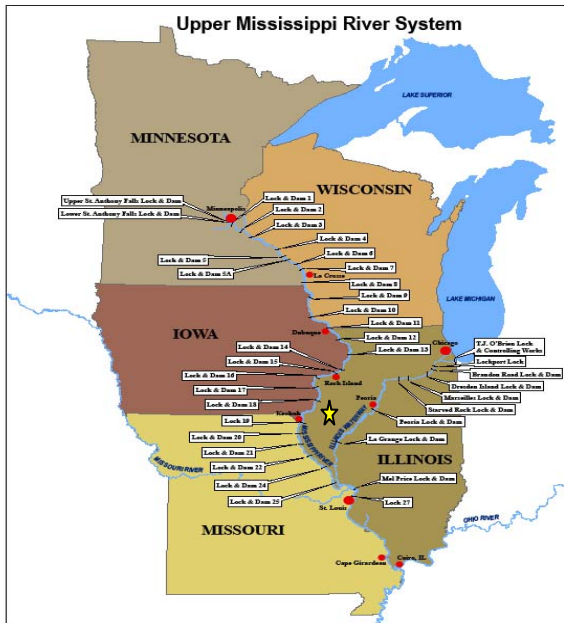 Upper Mississippi River System
LAKE SUPERIOR
MINNESOTA
WISCONSIN
Upper St. Anthony Falls Lock & Dam
Lower St. Anthony Falls Lock & Dam
Minneapolis
Lock & Dam 1
Lock & Dam 2
Lock & Dam 3
Lock & Dam 4
Lock & Dam 5
Lock & Dam 5A
Lock & Dam 6
Lock & Dam 7
La Crosse
Lock & Dam 8
Lock & Dam 9
Lock & Dam 10
LAKE MICHIGAN
IOWA
Dubuque
Lock & Dam 11
Lock & Dam 12
Lock & Dam 13
Lock & Dam 14
Lock & Dam 15
Lock & Dam 16
Lock & Dam 17
Lock & Dam 18
Rock Island
Chicago
T.J. O'Brien Lock
& Controlling Works
Lockport Lock
Brandon Road Lock & Dam
Dresden Island Lock & Dam
Marseilles Lock & Dam
Starved Rock Lock & Dam
Peoria
Peoria Lock & Dam
Keokuk
Lock 19
Lock & Dam 20
Lock & Dam 21
Lock & Dam 22
Lock & Dam 24
Lock & Dam 25
MISSISSIPPI RIVER
ILLINOIS WATERWAY
La Grange Lock & Dam
ILLINOIS
MISSOURI RIVER
Mel Price Lock & Dam
Lock 27
St. Louis
MISSOURI
OHIO RIVER
Cape Girardeau
Cairo, IL